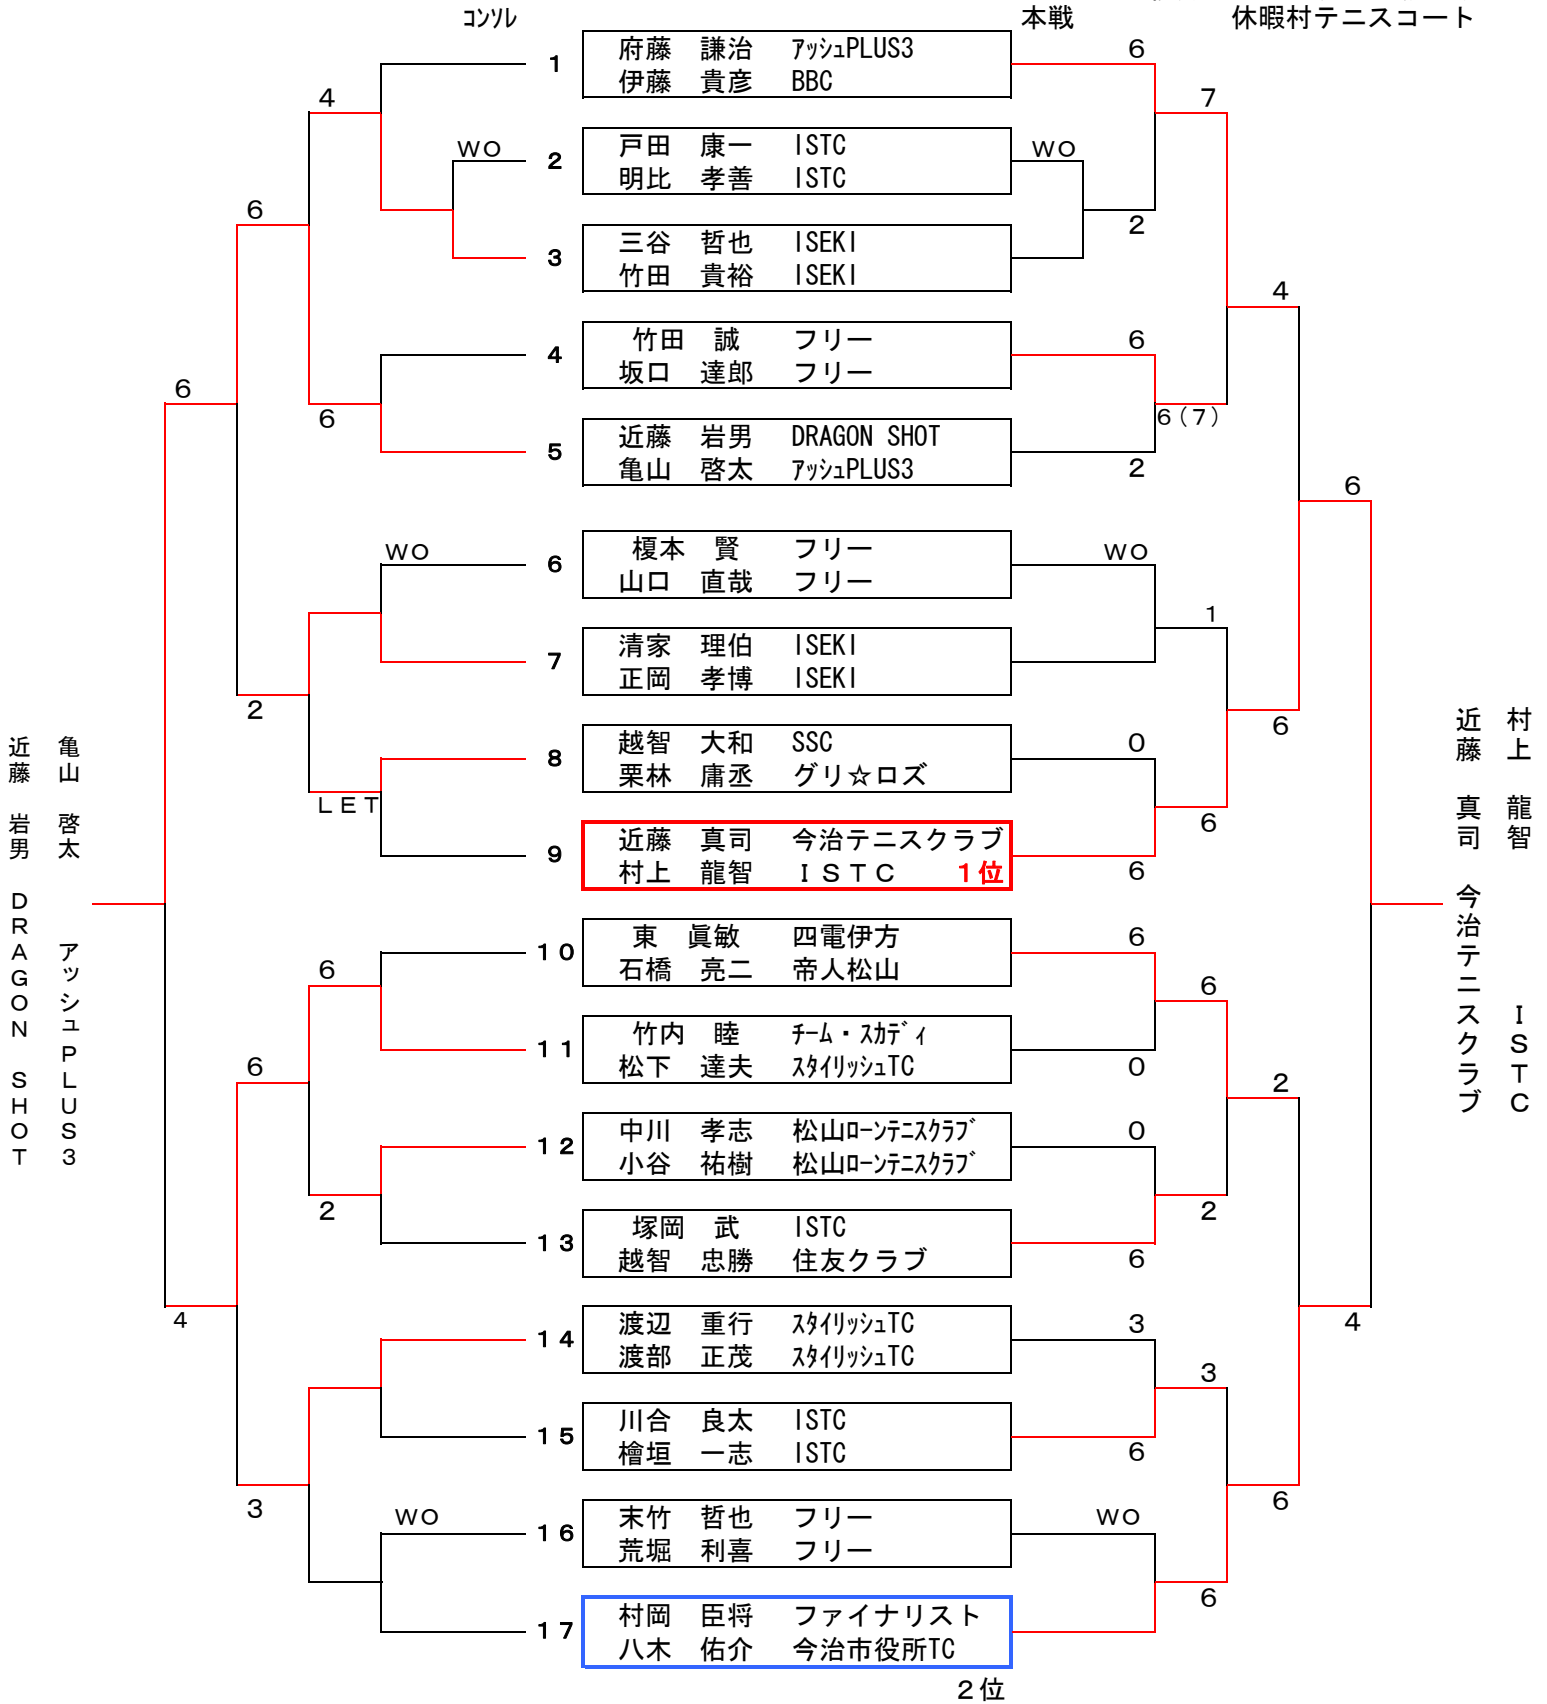 コンソレ 本戦 休暇村テニスコート
1 府藤 謙治 アッシュPLUS3 6
伊藤 貴彦 BBC
4 7
WO 2 戸田 康一 ISTC WO
明比 孝善 ISTC
6 2
3 三谷 哲也 ISEKI
竹田 貴裕 ISEKI
4
4 竹田 誠 フリー 6
坂口 達郎 フリー
6
6 6(7)
5 近藤 岩男 DRAGON SHOT
亀山 啓太 アッシュPLUS3 2
6
WO 6 榎本 賢 フリー WO
山口 直哉 フリー
1
7 清家 理伯 ISEKI
正岡 孝博 ISEKI
2 6
8 越智 大和 SSC 0
栗林 庸丞 グリ☆ロズ
LET 6
9 近藤 真司 今治テニスクラブ
村上 龍智 ISTC 1位 6
近藤 岩男 DRAGON SHOT
亀山 啓太 アッシュPLUS3
近藤 真司 今治テニスクラブ
村上 龍智 ISTC
10 東 眞敏 四電伊方 6
石橋 亮二 帝人松山
6 6
11 竹内 睦 チーム・スカディ
松下 達夫 スタイリッシュTC 0
6 2
12 中川 孝志 松山ローンテニスクラブ 0
小谷 祐樹 松山ローンテニスクラブ
2 2
13 塚岡 武 ISTC
越智 忠勝 住友クラブ 6
4 4
14 渡辺 重行 スタイリッシュTC 3
渡部 正茂 スタイリッシュTC
3
15 川合 良太 ISTC
檜垣 一志 ISTC 6
3 6
WO 16 末竹 哲也 フリー WO
荒堀 利喜 フリー
6
17 村岡 臣将 ファイナリスト
八木 佑介 今治市役所TC
2位